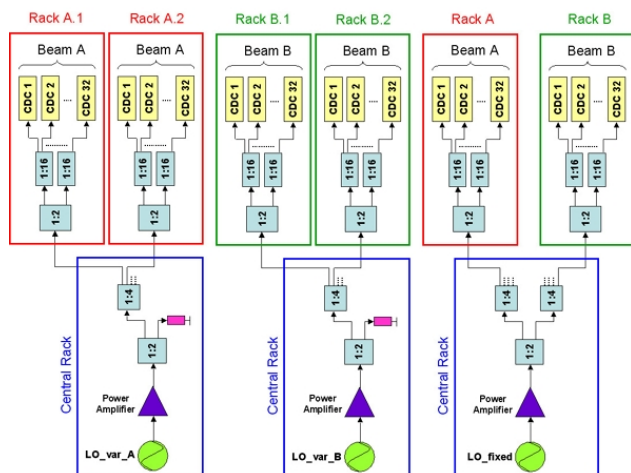 Rack A.1 Rack A.2 Rack B.1 Rack B.2 Rack A Rack B
Beam A Beam A Beam B Beam B Beam A Beam B
CDC 1 CDC 2 .... CDC 32 CDC 1 CDC 2 .... CDC 32 CDC 1 CDC 2 .... CDC 32 CDC 1 CDC 2 .... CDC 32 CDC 1 CDC 2 .... CDC 32 CDC 1 CDC 2 .... CDC 32
1:16 1:16 1:16 1:16 1:16 1:16 1:16 1:16 1:16 1:16 1:16 1:16
1:2 1:2 1:2 1:2 1:2 1:2
1:4 1:4 1:4 1:4
1:2 1:2 1:2
Central Rack Central Rack Central Rack
Power Amplifier Power Amplifier Power Amplifier
LO_var_A LO_var_B LO_fixed